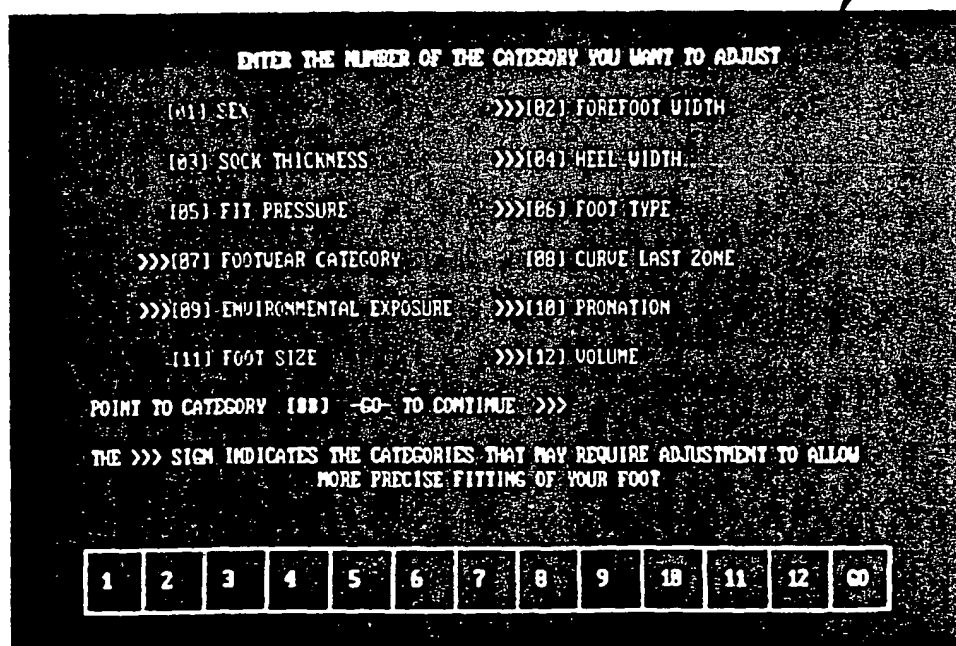 ENTER THE NUMBER OF THE CATEGORY YOU WANT TO ADJUST
[01] SEX >>>[02] FOREFOOT WIDTH
[03] SOCK THICKNESS >>>[04] HEEL WIDTH
[05] FIT PRESSURE >>>[06] FOOT TYPE
>>>[07] FOOTWEAR CATEGORY [08] CURVE LAST ZONE
>>>[09] ENVIRONMENTAL EXPOSURE >>>[10] PRONATION
[11] FOOT SIZE >>>[12] VOLUME
POINT TO CATEGORY [00] -GO- TO CONTINUE >>>
THE >>> SIGN INDICATES THE CATEGORIES THAT MAY REQUIRE ADJUSTMENT TO ALLOW
MORE PRECISE FITTING OF YOUR FOOT
1 2 3 4 5 6 7 8 9 10 11 12 GO